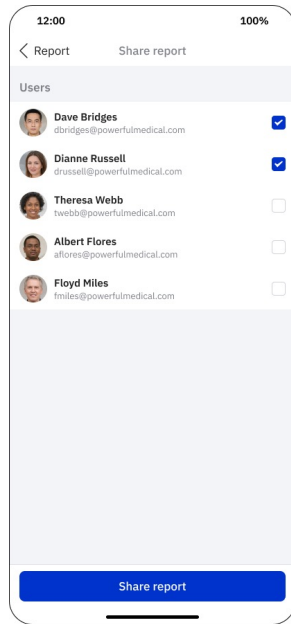 12:00
100%
Report
Share report
Users
Dave Bridges
dbridges@powerfulmedical.com
Dianne Russell
drussell@powerfulmedical.com
Theresa Webb
twebb@powerfulmedical.com
Albert Flores
aflores@powerfulmedical.com
Floyd Miles
fmiles@powerfulmedical.com
Share report